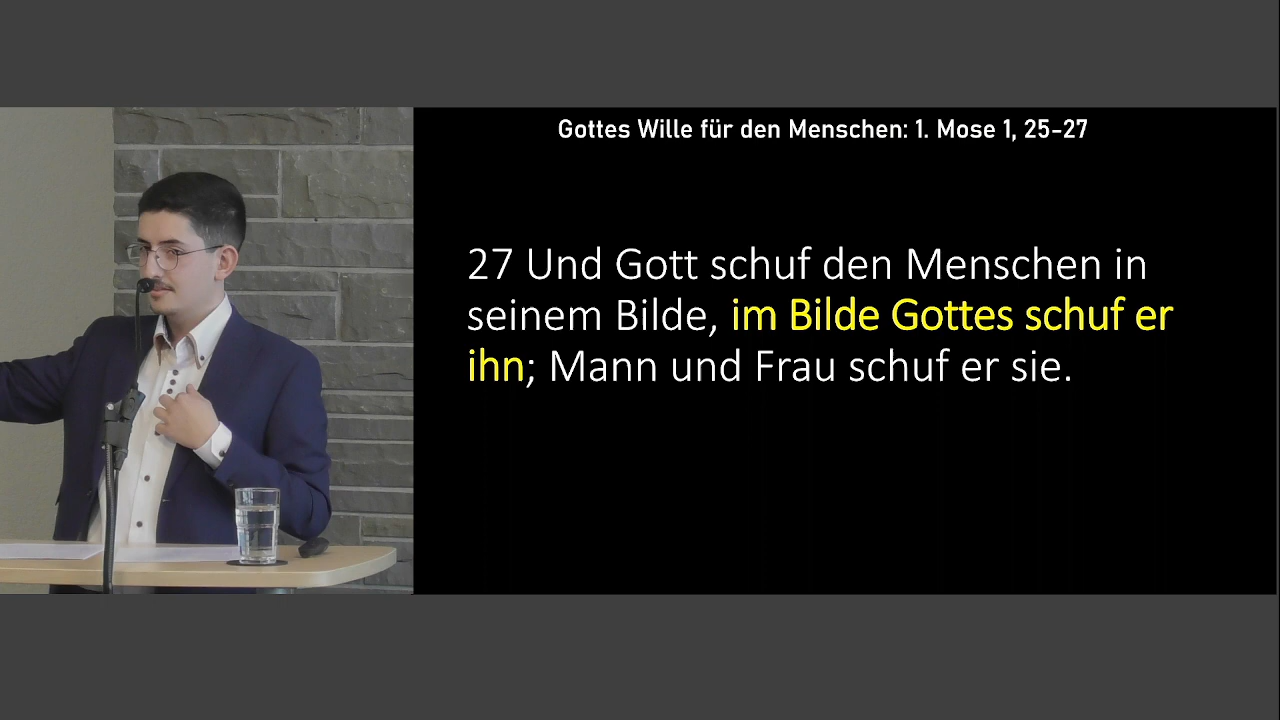 Gottes Wille für den Menschen: 1. Mose 1, 25-27
27 Und Gott schuf den Menschen in
seinem Bilde, im Bilde Gottes schuf er
ihn; Mann und Frau schuf er sie.